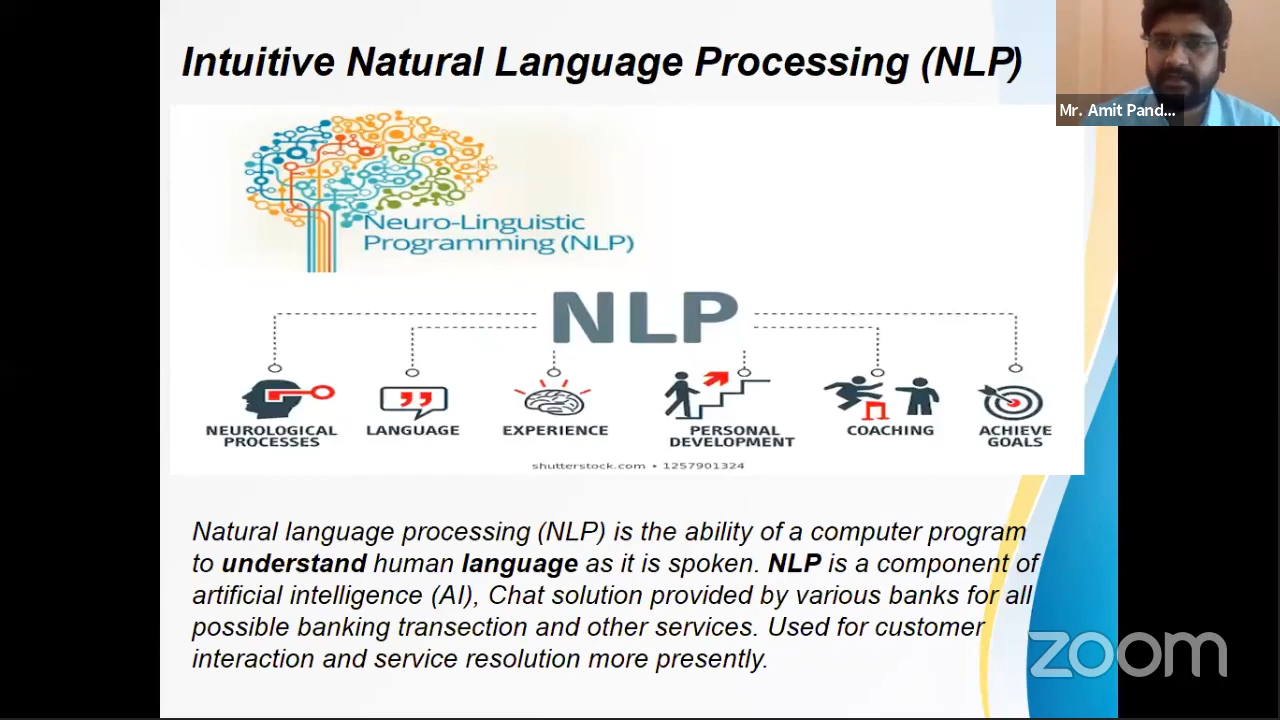 Intuitive Natural Language Processing (NLP)
Mr. Amit Pand...
Neuro-Linguistic
Programming (NLP)
NLP
NEUROLOGICAL
PROCESSES
LANGUAGE
EXPERIENCE
PERSONAL
DEVELOPMENT
COACHING
ACHIEVE
GOALS
shutterstock.com • 1257901324
Natural language processing (NLP) is the ability of a computer program
to understand human language as it is spoken. NLP is a component of
artificial intelligence (AI), Chat solution provided by various banks for all
possible banking transection and other services. Used for customer
interaction and service resolution more presently.
zoom